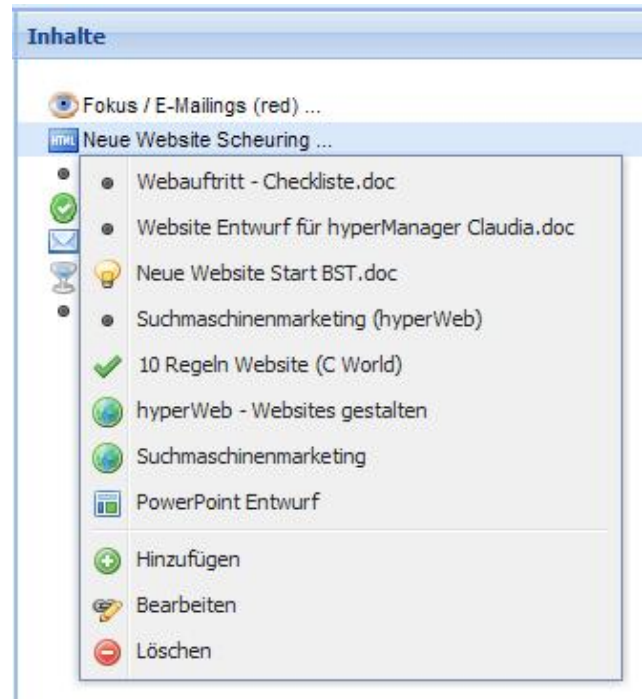 Inhalte
Fokus / E-Mailings (red) ...
HTML Neue Website Scheuring ...
Webauftritt - Checkliste.doc
Website Entwurf für hyperManager Claudia.doc
Neue Website Start BST.doc
Suchmaschinenmarketing (hyperWeb)
10 Regeln Website (C World)
hyperWeb - Websites gestalten
Suchmaschinenmarketing
PowerPoint Entwurf
Hinzufügen
Bearbeiten
Löschen